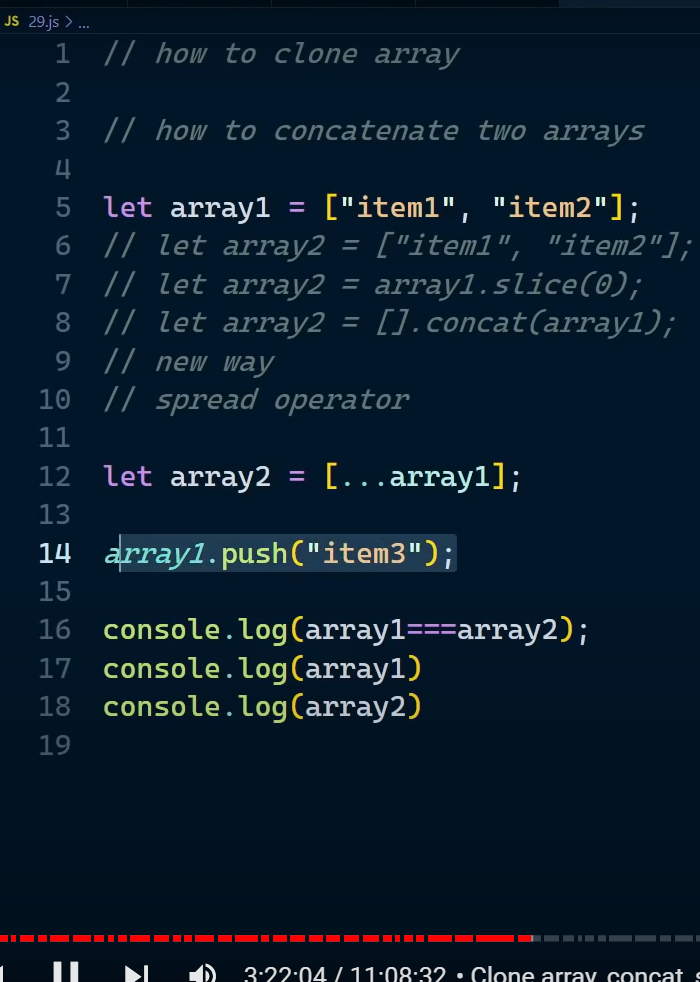 JS 29.js > ...
1 // how to clone array
2
3 // how to concatenate two arrays
4
5 let array1 = ["item1", "item2"];
6 // let array2 = ["item1", "item2"];
7 // let array2 = array1.slice(0);
8 // let array2 = [].concat(array1);
9 // new way
10 // spread operator
11
12 let array2 = [...array1];
13
14 array1.push("item3");
15
16 console.log(array1===array2);
17 console.log(array1)
18 console.log(array2)
19
3:22:04 / 11:08:32 • Clone array, concat, s